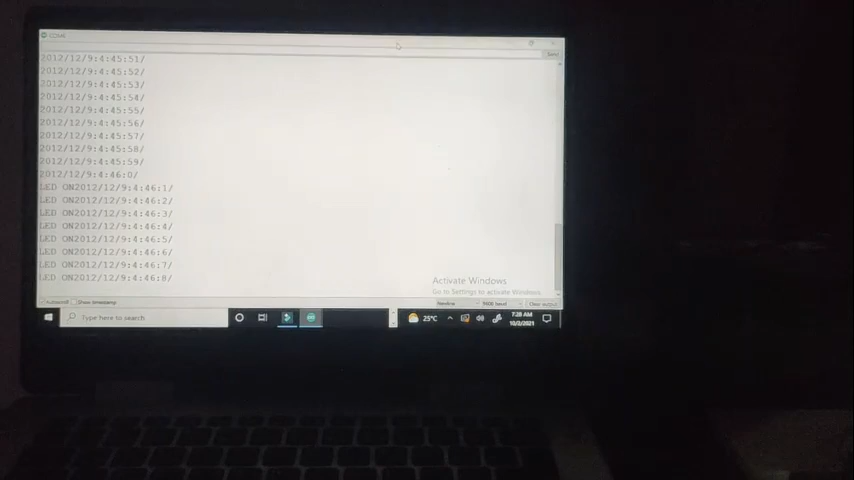 COM6
Send
2012/12/9:4:45:51/
2012/12/9:4:45:52/
2012/12/9:4:45:53/
2012/12/9:4:45:54/
2012/12/9:4:45:55/
2012/12/9:4:45:56/
2012/12/9:4:45:57/
2012/12/9:4:45:58/
2012/12/9:4:45:59/
2012/12/9:4:46:0/
LED ON2012/12/9:4:46:1/
LED ON2012/12/9:4:46:2/
LED ON2012/12/9:4:46:3/
LED ON2012/12/9:4:46:4/
LED ON2012/12/9:4:46:5/
LED ON2012/12/9:4:46:6/
LED ON2012/12/9:4:46:7/
LED ON2012/12/9:4:46:8/
Activate Windows
Go to Settings to activate Windows.
Autoscroll Show timestamp Newline 9600 baud Clear output
Type here to search 25°C 7:28 AM
10/2/2021